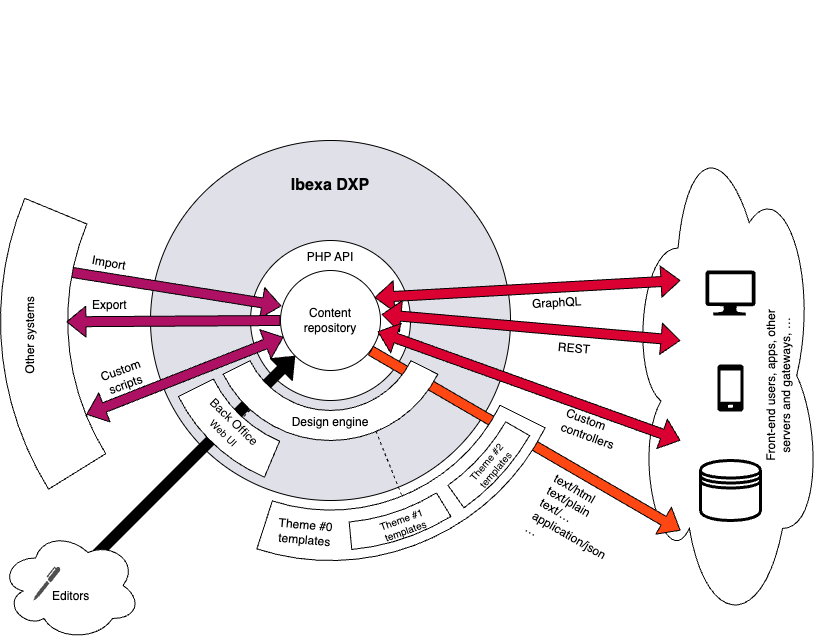 Ibexa DXP
PHP API
Content
repository
Import
Export
Custom
scripts
Other systems
GraphQL
REST
Custom
controllers
Front-end users, apps, other
servers and gateways, ...
Design engine
Back Office
Web UI
Theme #0
templates
Theme #1
templates
Theme #2
templates
text/html
text/plain
text/...
application/json
...
Editors